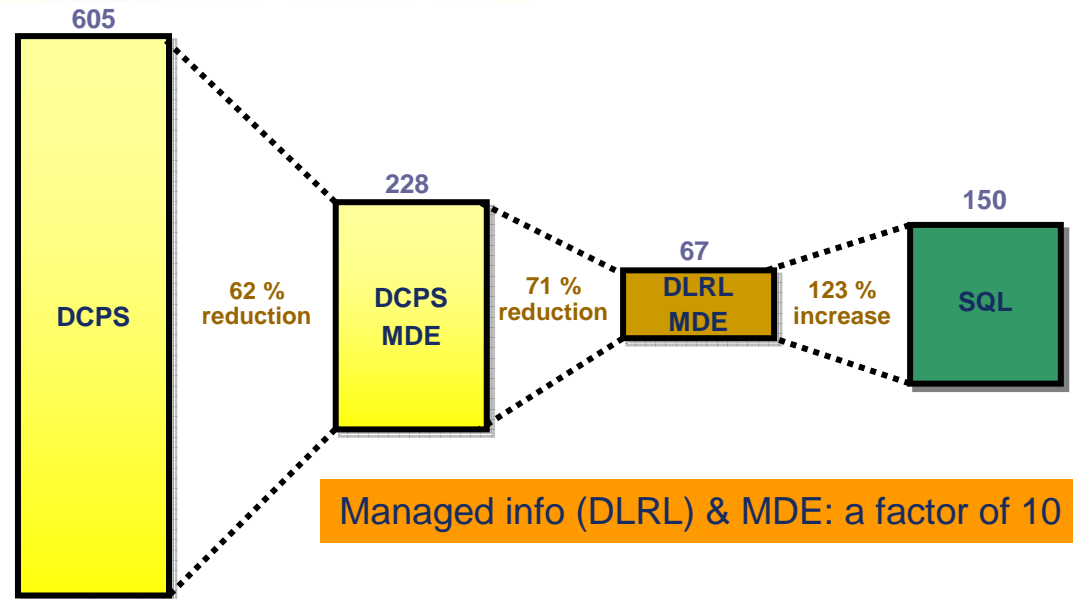 605
DCPS
62 %
reduction
228
DCPS
MDE
71 %
reduction
67
DLRL
MDE
123 %
increase
150
SQL
Managed info (DLRL) & MDE: a factor of 10